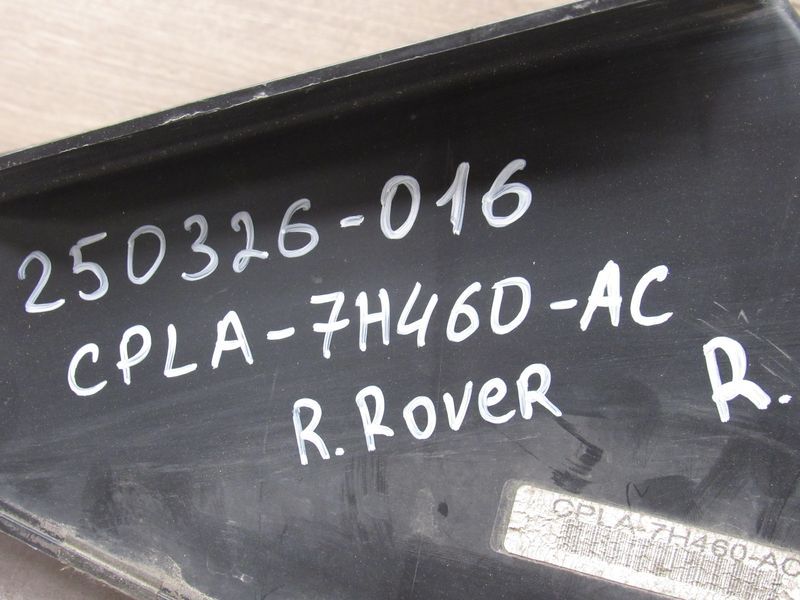 250326-016
CPLA-7H460-AC
R.ROVER
R.
CPLA-7H460-AC